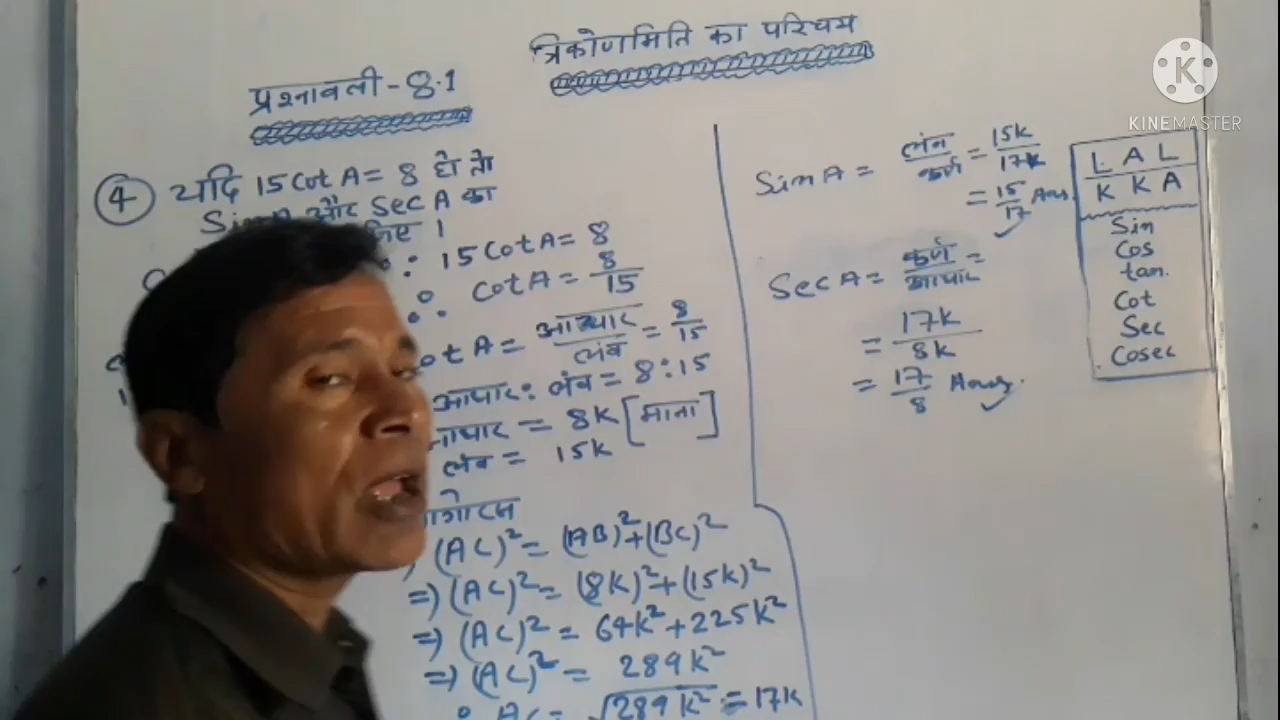 त्रिकोणमिति का परिचय
प्रश्नावली - 8.1
④ यदि 15 Cot A = 8 हो तो
और Sec A का
15 Cot A = 8
∴ Cot A = 8/15
Cot A = आधार/लंब = 8/15
आधार : लंब = 8 : 15
= 8K [माना]
लंब = 15K
(AC)² = (AB)² + (BC)²
⇒ (AC)² = (8K)² + (15K)²
⇒ (AC)² = 64K² + 225K²
⇒ (AC)² = 289K²
∴ AC = √289K² = 17K
Sin A = लंब/कर्ण = 15K/17K
= 15/17 Ans.
Sec A = कर्ण/आधार =
= 17K/8K
= 17/8 Ans.
L A L
K K A
Sin
Cos
tan
Cot
Sec
Cosec
K
KINEMASTER